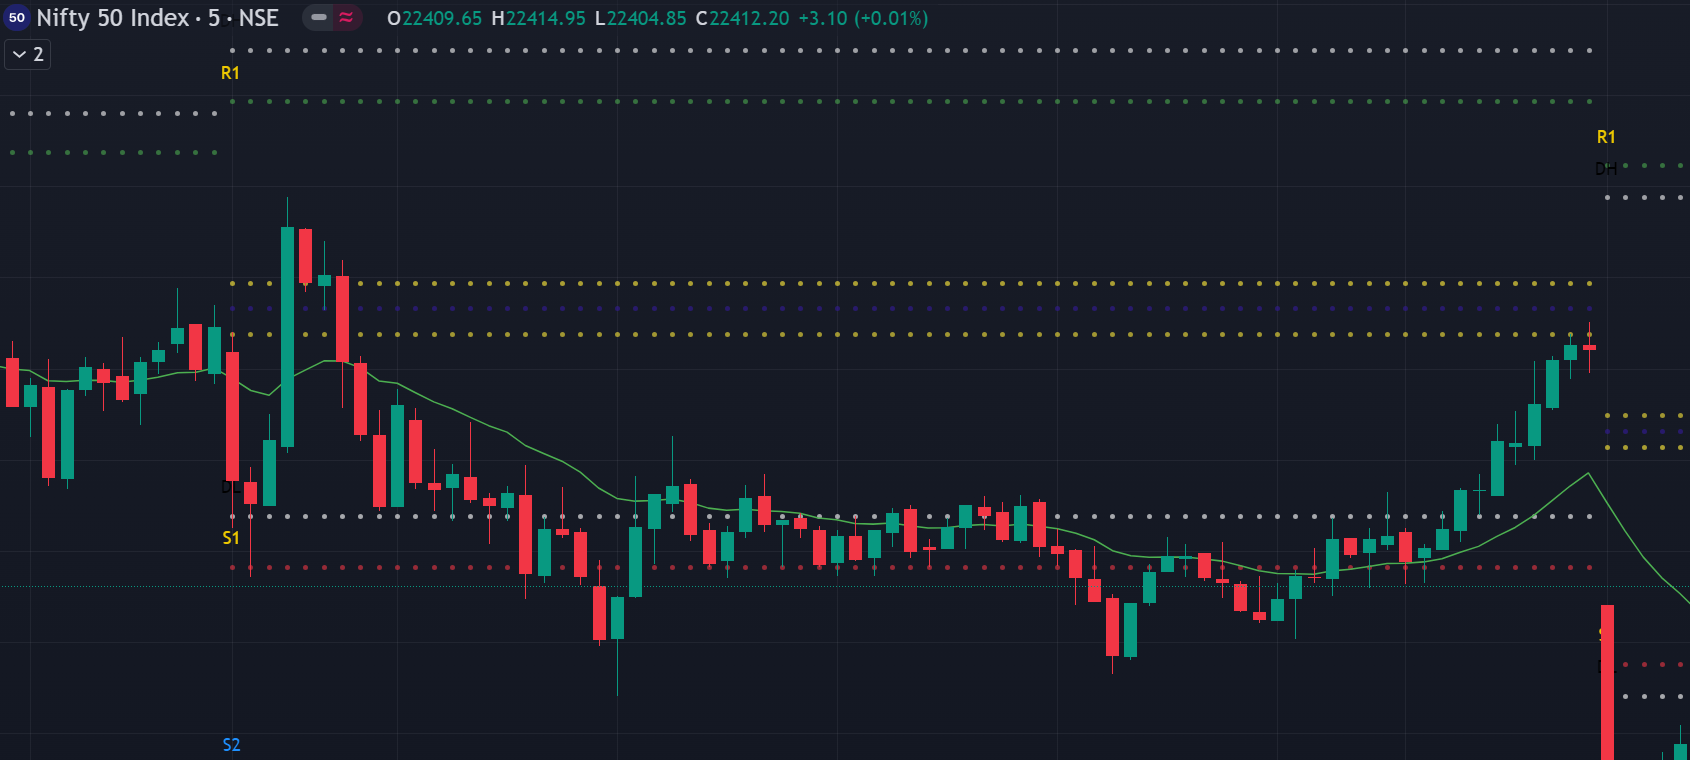 50 Nifty 50 Index · 5 · NSE O22409.65 H22414.95 L22404.85 C22412.20 +3.10 (+0.01%)
2
R1
R1
DH
S1
S2